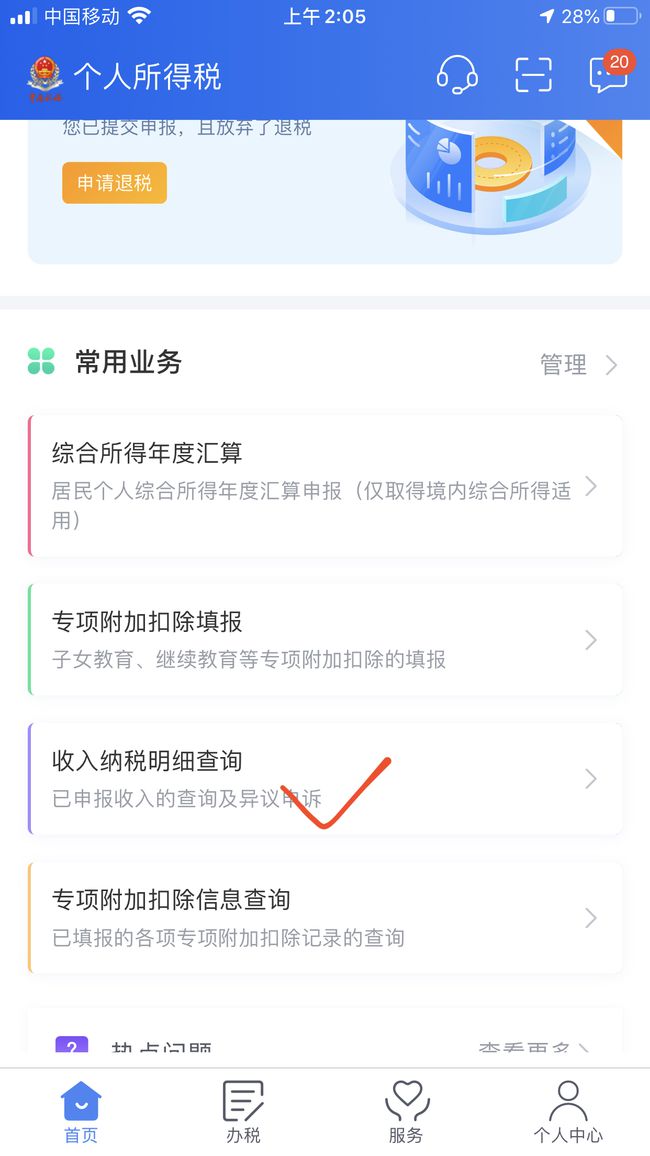 中国移动
上午 2:05
28%
个人所得税
20
您已提交申报，且放弃了退税
申请退税
常用业务
管理
综合所得年度汇算
居民个人综合所得年度汇算申报（仅取得境内综合所得适
用）
专项附加扣除填报
子女教育、继续教育等专项附加扣除的填报
收入纳税明细查询
已申报收入的查询及异议申诉
专项附加扣除信息查询
已填报的各项专项附加扣除记录的查询
热点问题
查看更多
首页
办税
服务
个人中心